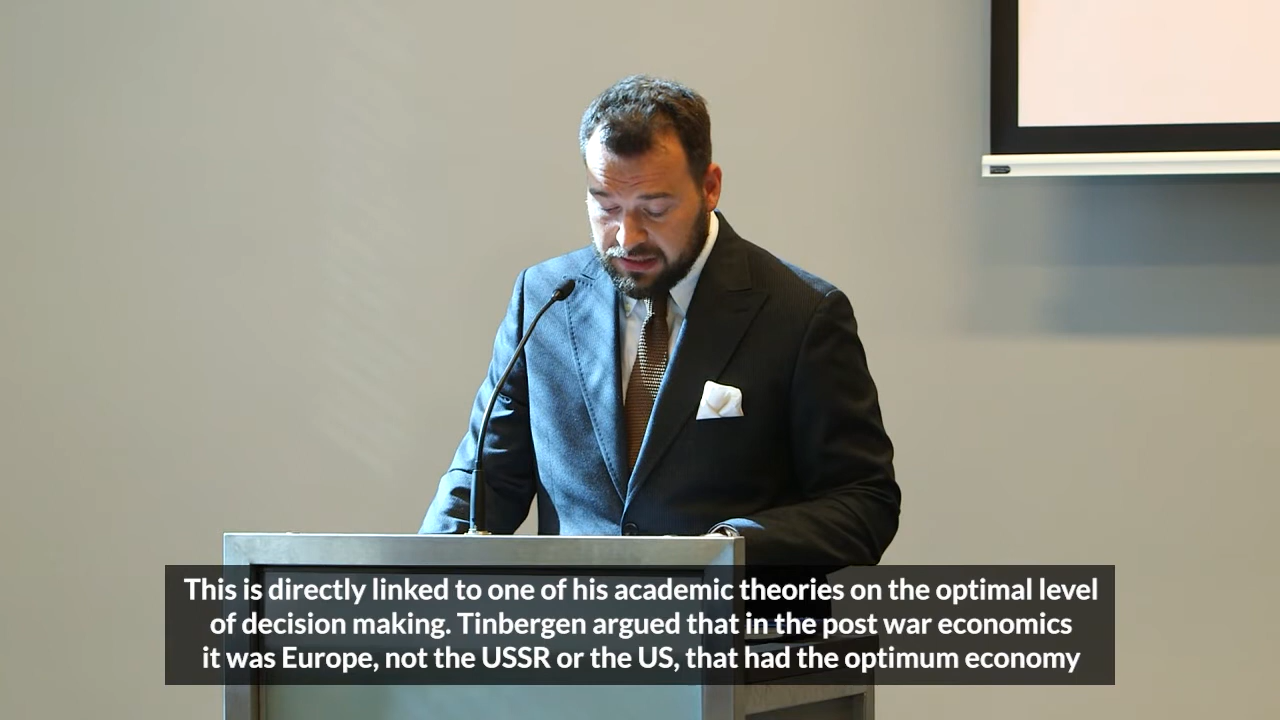 This is directly linked to one of his academic theories on the optimal level
of decision making. Tinbergen argued that in the post war economics
it was Europe, not the USSR or the US, that had the optimum economy